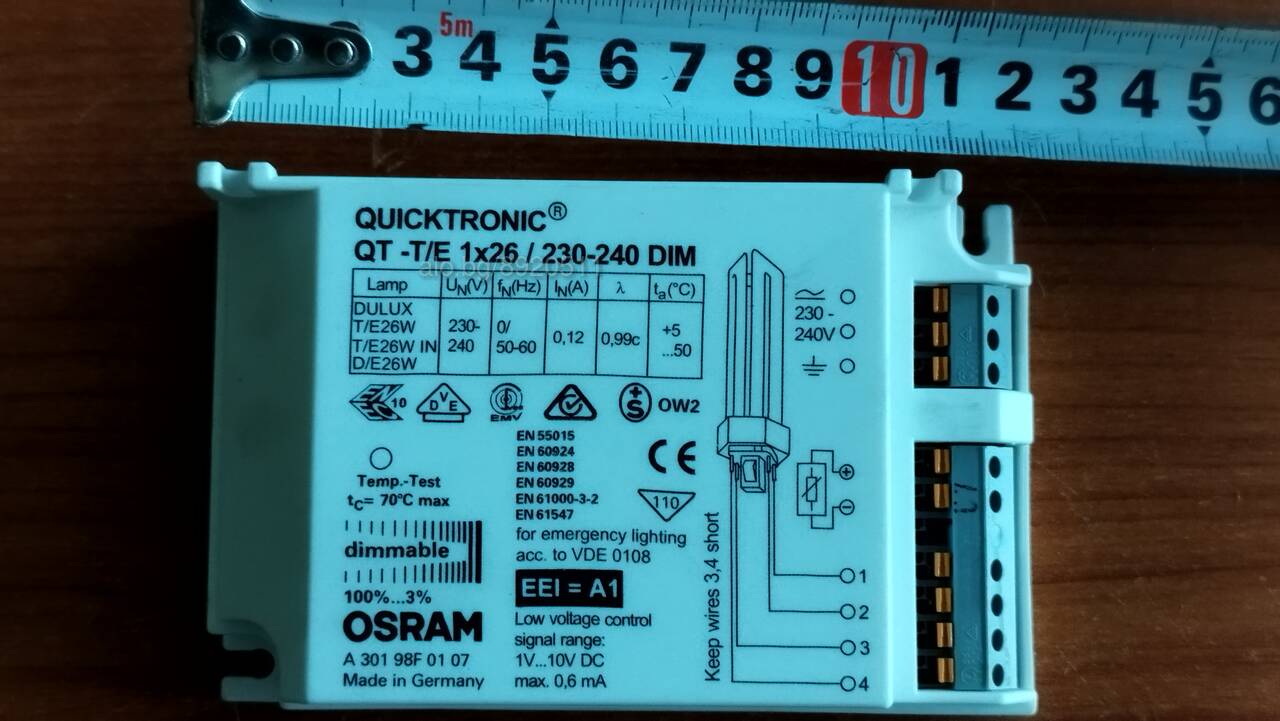 5m
3 4 5 6 7 8 9 10 1 2 3 4 5 6
QUICKTRONIC®
QT -T/E 1x26 / 230-240 DIM
Lamp UN(V) fN(Hz) IN(A) λ ta(°C)
DULUX
T/E26W
T/E26W IN
D/E26W
230-
240
0/
50-60
0,12
0,99c
+5
...50
10
VDE
EMV
+S
OW2
EN 55015
EN 60924
EN 60928
EN 60929
EN 61000-3-2
EN 61547
CE
110
for emergency lighting
acc. to VDE 0108
EEI = A1
Low voltage control
signal range:
1V...10V DC
max. 0,6 mA
Temp.-Test
tc= 70°C max
dimmable
100%...3%
OSRAM
A 301 98F 01 07
Made in Germany
230 -
240V
+
-
Keep wires 3,4 short
1
2
3
4